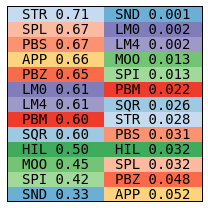 STR 0.71 SND 0.001
SPL 0.67 LM0 0.002
PBS 0.67 LM4 0.002
APP 0.66 MOO 0.013
PBZ 0.65 SPI 0.013
LM0 0.61 PBM 0.022
LM4 0.61 SQR 0.026
PBM 0.60 STR 0.028
SQR 0.60 PBS 0.031
HIL 0.50 HIL 0.032
MOO 0.45 SPL 0.032
SPI 0.42 PBZ 0.048
SND 0.33 APP 0.052